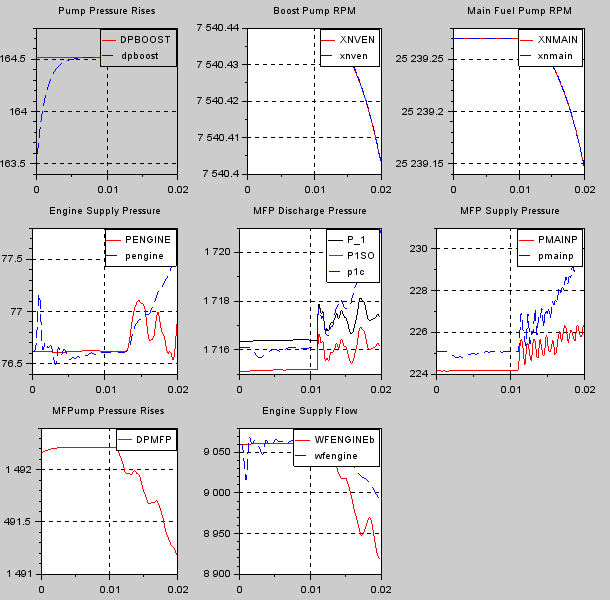 Pump Pressure Rises
DPBOOST
dpboost
164.5
164
163.5
0
0.01
0.02
Boost Pump RPM
XNVEN
xnven
7 540.44
7 540.43
7 540.42
7 540.41
7 540.4
0
0.01
0.02
Main Fuel Pump RPM
XNMAIN
xnmain
25 239.25
25 239.2
25 239.15
0
0.01
0.02
Engine Supply Pressure
PENGINE
pengine
77.5
77
76.5
0
0.01
0.02
MFP Discharge Pressure
P_1
P1SO
p1c
1 720
1 718
1 716
0
0.01
0.02
MFP Supply Pressure
PMAINP
pmainp
230
228
226
224
0
0.01
0.02
MFPump Pressure Rises
DPMFP
1 492
491.5
1 491
0
0.01
0.02
Engine Supply Flow
WFENGINEb
wfengine
9 050
9 000
8 950
8 900
0
0.01
0.02